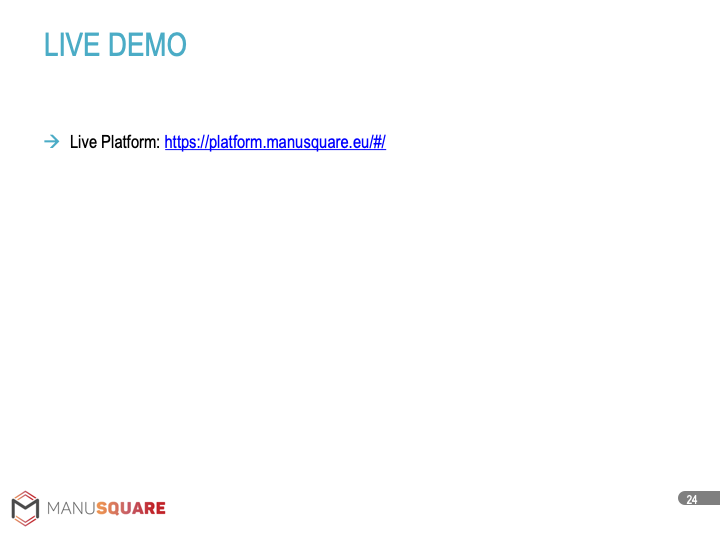 LIVE DEMO
→ Live Platform: https://platform.manusquare.eu/#/
MANUSQUARE
24